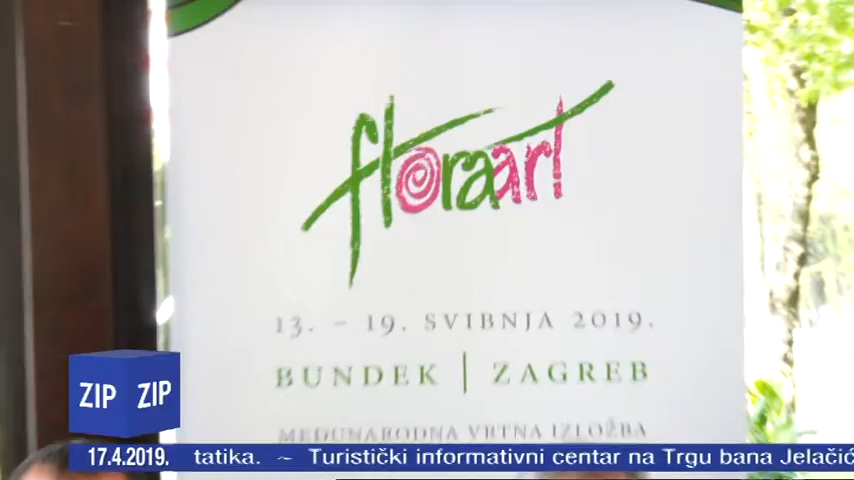 floraart
13. – 19. SVIBNJA 2019.
BUNDEK | ZAGREB
MEĐUNARODNA VRTNA IZLOŽBA
ZIP ZIP
17.4.2019. tatika. ~ Turistički informativni centar na Trgu bana Jelačić